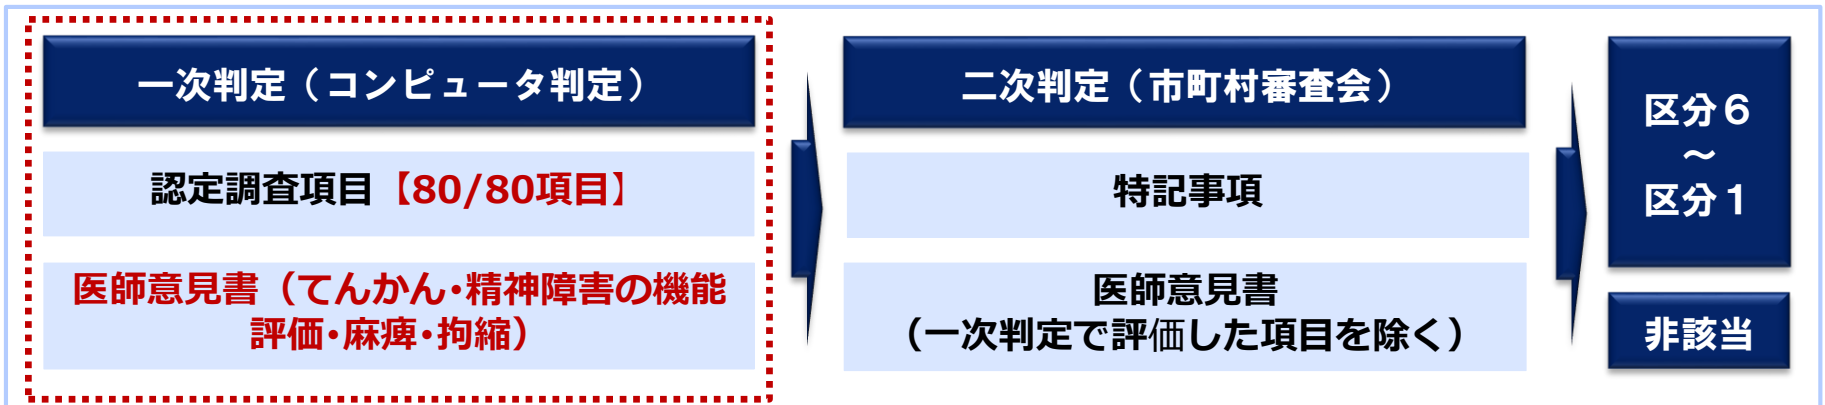 一次判定（コンピュータ判定）
認定調査項目【80/80項目】
医師意見書（てんかん・精神障害の機能
評価・麻痺・拘縮）
二次判定（市町村審査会）
特記事項
医師意見書
（一次判定で評価した項目を除く）
区分６
～
区分１
非該当